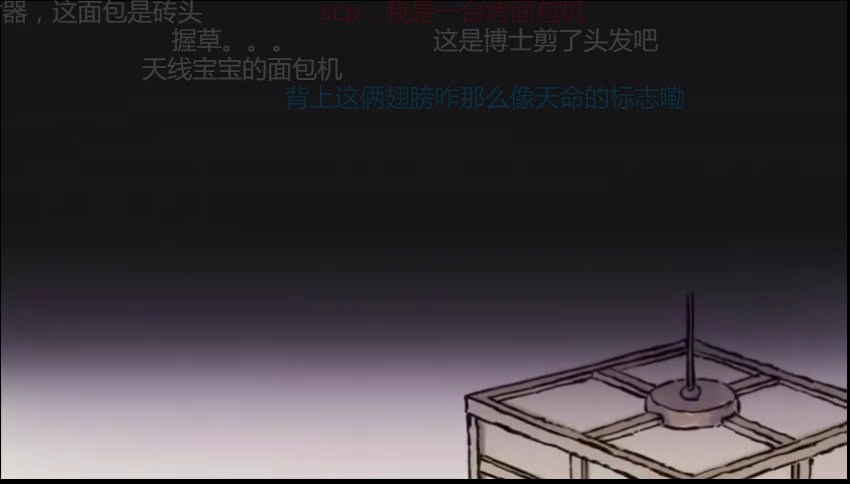 器，这面包是砖头
scp，我是一台烤面包机
握草。。。
这是博士剪了头发吧
天线宝宝的面包机
背上这俩翅膀咋那么像天命的标志嘞